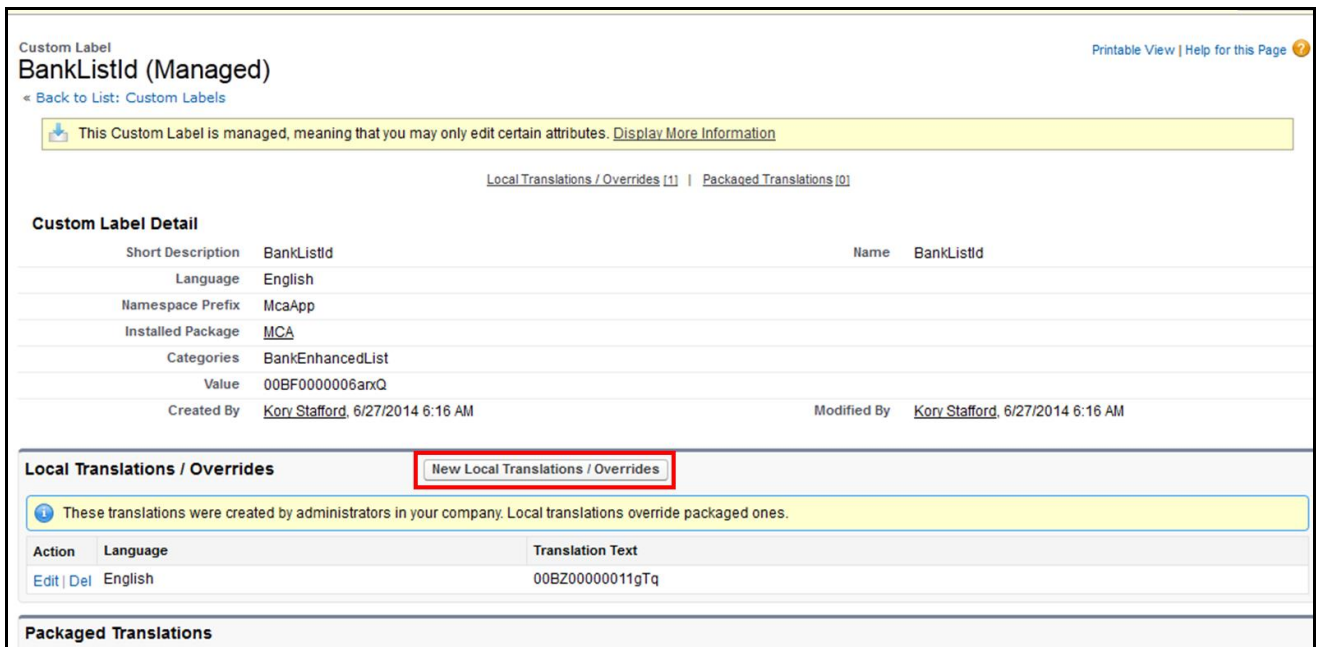 Custom Label
Printable View | Help for this Page
BankListId (Managed)
« Back to List: Custom Labels
This Custom Label is managed, meaning that you may only edit certain attributes. Display More Information
Local Translations / Overrides [1] | Packaged Translations [0]
Custom Label Detail
Short Description BankListId Name BankListId
Language English
Namespace Prefix McaApp
Installed Package MCA
Categories BankEnhancedList
Value 00BF0000006arxQ
Created By Kory Stafford, 6/27/2014 6:16 AM Modified By Kory Stafford, 6/27/2014 6:16 AM
Local Translations / Overrides New Local Translations / Overrides
These translations were created by administrators in your company. Local translations override packaged ones.
Action Language Translation Text
Edit | Del English 00BZ00000011gTq
Packaged Translations